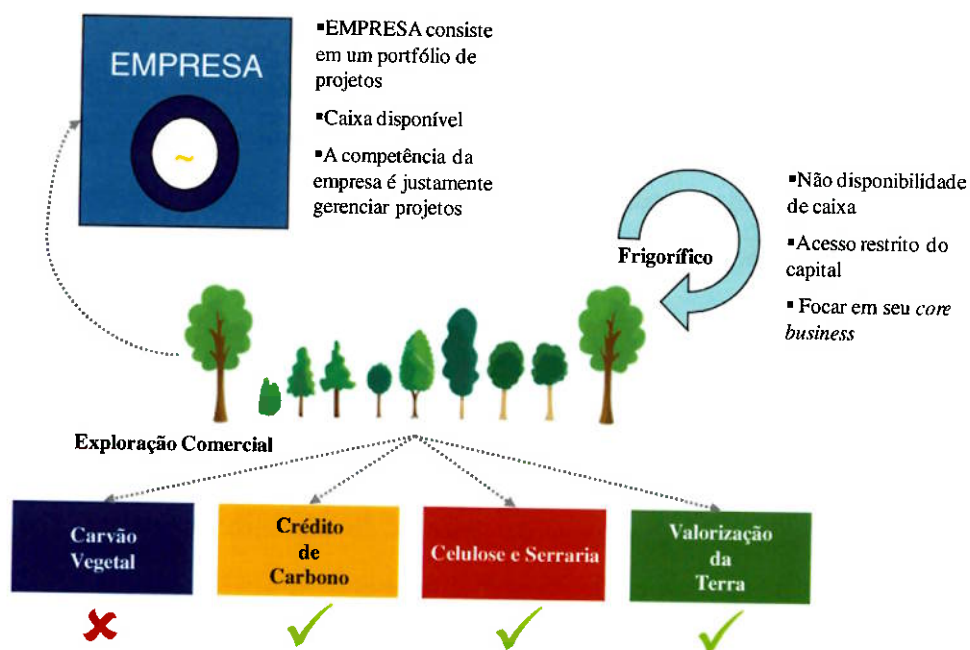 EMPRESA
~
▪EMPRESA consiste
em um portfólio de
projetos
▪Caixa disponível
▪A competência da
empresa é justamente
gerenciar projetos
Frigorífico
▪Não disponibilidade
de caixa
▪Acesso restrito do
capital
▪ Focar em seu core
business
Exploração Comercial
Carvão
Vegetal
Crédito
de
Carbono
Celulose e Serraria
Valorização
da
Terra